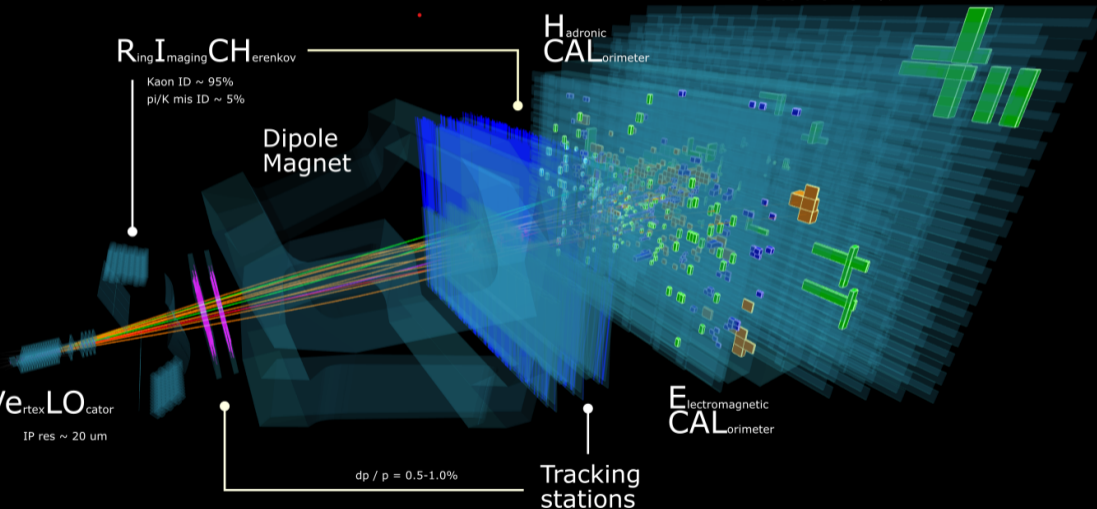 RingImagingCHerenkov
Kaon ID ~ 95%
pi/K mis ID ~ 5%
Hadronic
CALorimeter
Dipole
Magnet
VertexLOcator
IP res ~ 20 um
Electromagnetic
CALorimeter
dp / p = 0.5-1.0%
Tracking
stations